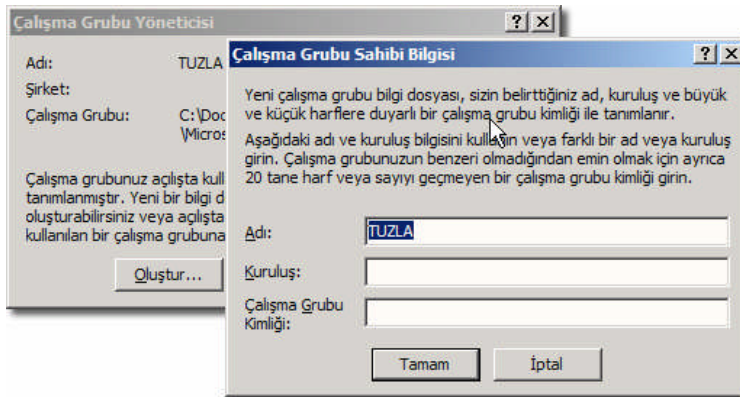 Çalışma Grubu Yöneticisi
Adı: TUZLA
Şirket:
Çalışma Grubu: C:\Doc
\Micros
Çalışma grubunuz açılışta kull
tanımlanmıştır. Yeni bir bilgi d
oluşturabilirsiniz veya açılışta
kullanılan bir çalışma grubuna
Oluştur...
Çalışma Grubu Sahibi Bilgisi
Yeni çalışma grubu bilgi dosyası, sizin belirttiğiniz ad, kuruluş ve büyük
ve küçük harflere duyarlı bir çalışma grubu kimliği ile tanımlanır.
Aşağıdaki adı ve kuruluş bilgisini kullanın veya farklı bir ad veya kuruluş
girin. Çalışma grubunuzun benzeri olmadığından emin olmak için ayrıca
20 tane harf veya sayıyı geçmeyen bir çalışma grubu kimliği girin.
Adı: TUZLA
Kuruluş:
Çalışma Grubu
Kimliği:
Tamam İptal